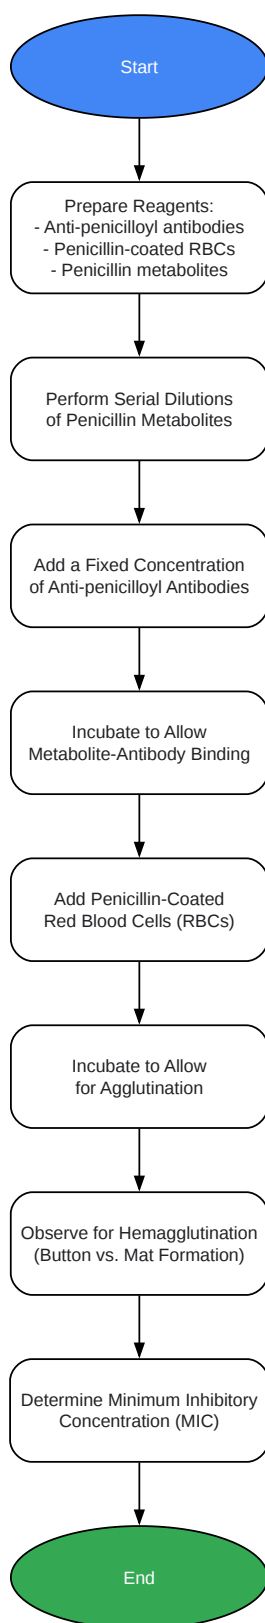 Start
Prepare Reagents:
- Anti-penicilloyl antibodies
- Penicillin-coated RBCs
- Penicillin metabolites
Perform Serial Dilutions
of Penicillin Metabolites
Add a Fixed Concentration
of Anti-penicilloyl Antibodies
Incubate to Allow
Metabolite-Antibody Binding
Add Penicillin-Coated
Red Blood Cells (RBCs)
Incubate to Allow
for Agglutination
Observe for Hemagglutination
(Button vs. Mat Formation)
Determine Minimum Inhibitory
Concentration (MIC)
End